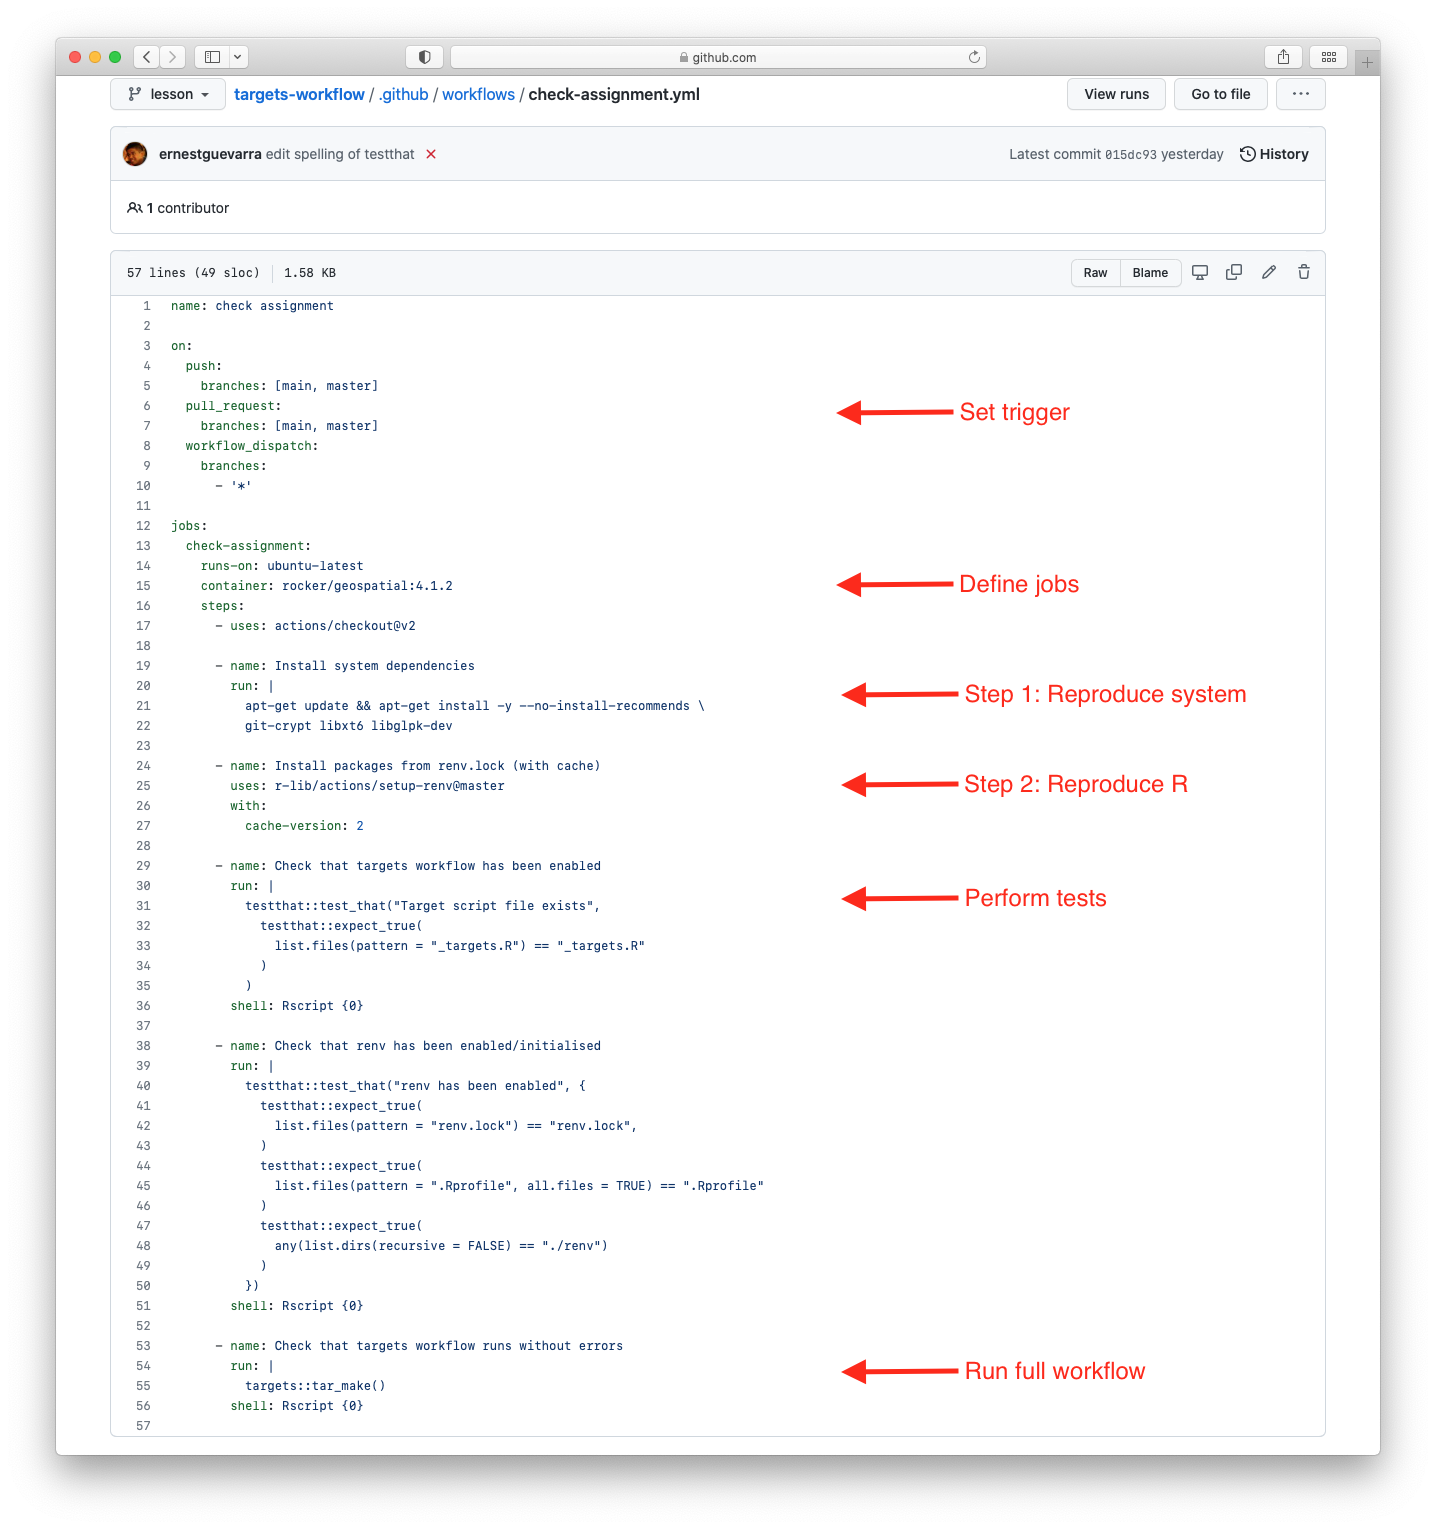 github.com
lesson
targets-workflow / .github / workflows / check-assignment.yml
View runs
Go to file
...
ernestguevarra edit spelling of testthat
Latest commit 015dc93 yesterday
History
1 contributor
57 lines (49 sloc)
1.58 KB
Raw
Blame
1 name: check assignment
2
3 on:
4 push:
5 branches: [main, master]
6 pull_request:
Set trigger
7 branches: [main, master]
8 workflow_dispatch:
9 branches:
10 - '*'
11
12 jobs:
13 check-assignment:
14 runs-on: ubuntu-latest
15 container: rocker/geospatial:4.1.2
Define jobs
16 steps:
17 - uses: actions/checkout@v2
18
19 - name: Install system dependencies
20 run: |
Step 1: Reproduce system
21 apt-get update && apt-get install -y --no-install-recommends \
22 git-crypt libxt6 libglpk-dev
23
24 - name: Install packages from renv.lock (with cache)
25 uses: r-lib/actions/setup-renv@master
Step 2: Reproduce R
26 with:
27 cache-version: 2
28
29 - name: Check that targets workflow has been enabled
30 run: |
31 testthat::test_that("Target script file exists",
Perform tests
32 testthat::expect_true(
33 list.files(pattern = "_targets.R") == "_targets.R"
34 )
35 )
36 shell: Rscript {0}
37
38 - name: Check that renv has been enabled/initialised
39 run: |
40 testthat::test_that("renv has been enabled", {
41 testthat::expect_true(
42 list.files(pattern = "renv.lock") == "renv.lock",
43 )
44 testthat::expect_true(
45 list.files(pattern = ".Rprofile", all.files = TRUE) == ".Rprofile"
46 )
47 testthat::expect_true(
48 any(list.dirs(recursive = FALSE) == "./renv")
49 )
50 })
51 shell: Rscript {0}
52
53 - name: Check that targets workflow runs without errors
54 run: |
Run full workflow
55 targets::tar_make()
56 shell: Rscript {0}
57